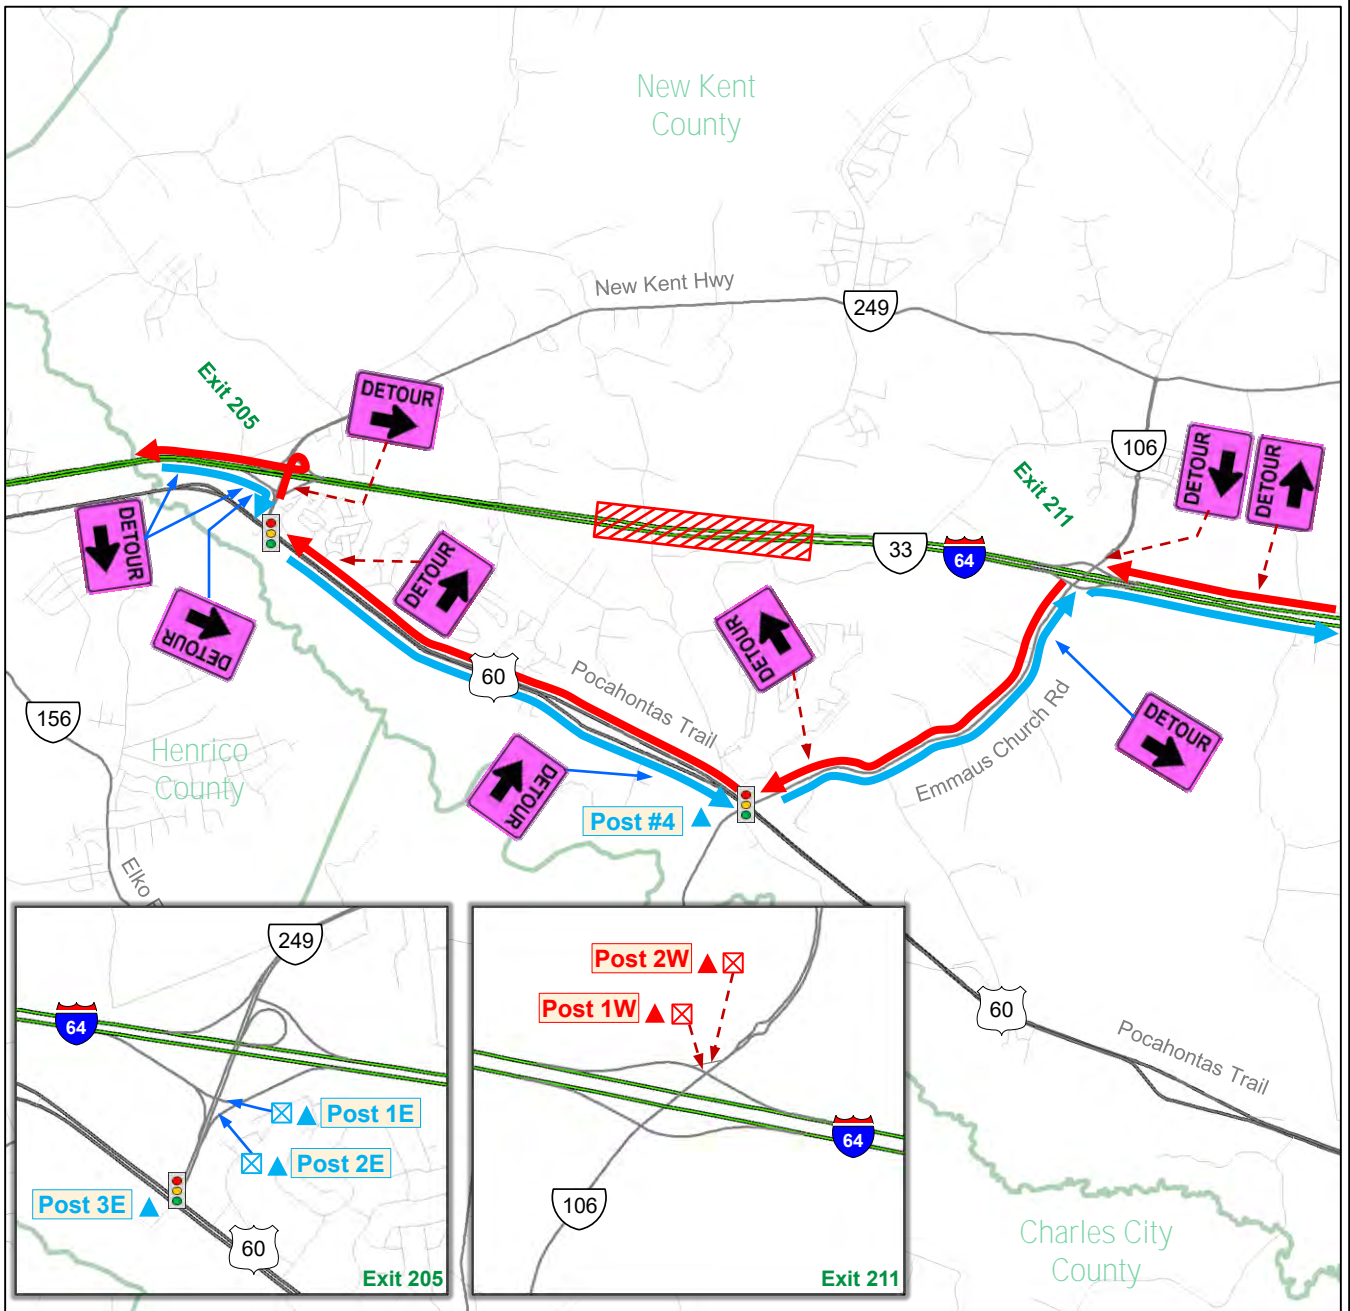 New Kent
County
New Kent Hwy
249
Exit 205
DETOUR
106
DETOUR
DETOUR
Exit 211
33
64
DETOUR
DETOUR
DETOUR
DETOUR
60
Pocahontas Trail
156
Henrico
County
Emmaus Church Rd
DETOUR
DETOUR
Post #4
Elko
249
64
Post 1E
Post 2E
Post 3E
60
Exit 205
Post 2W
Post 1W
64
106
Exit 211
60
Pocahontas Trail
Charles City
County